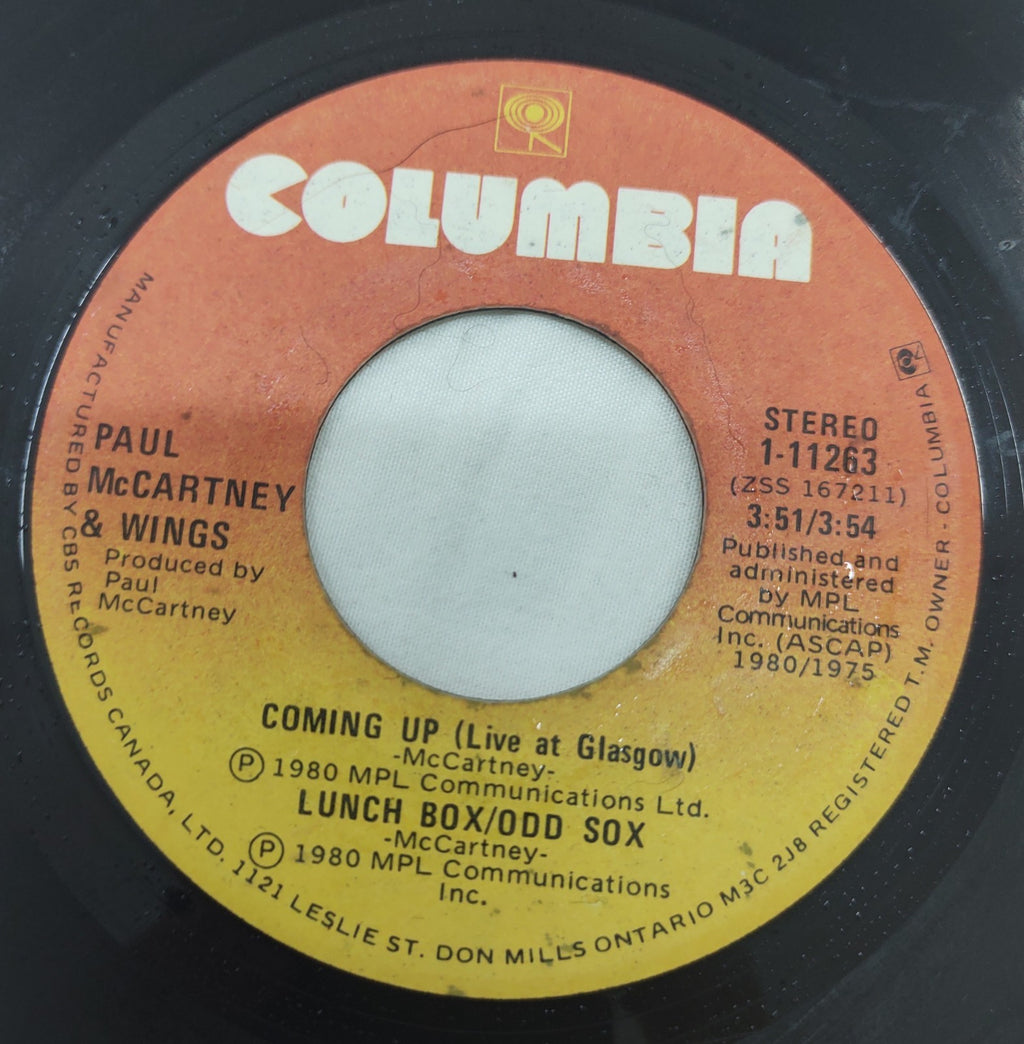 COLUMBIA
PAUL
McCARTNEY
& WINGS
Produced by
Paul
McCartney
STEREO
1-11263
(ZSS 167211)
3:51/3:54
Published and
administered
by MPL
Communications
Inc. (ASCAP)
1980/1975
COMING UP (Live at Glasgow)
-McCartney-
Ⓟ 1980 MPL Communications Ltd.
LUNCH BOX/ODD SOX
-McCartney-
Ⓟ 1980 MPL Communications
Inc.
MANUFACTURED BY CBS RECORDS CANADA, LTD. 1121 LESLIE ST. DON MILLS ONTARIO M3C 2J8 REGISTERED T.M. OWNER - COLUMBIA